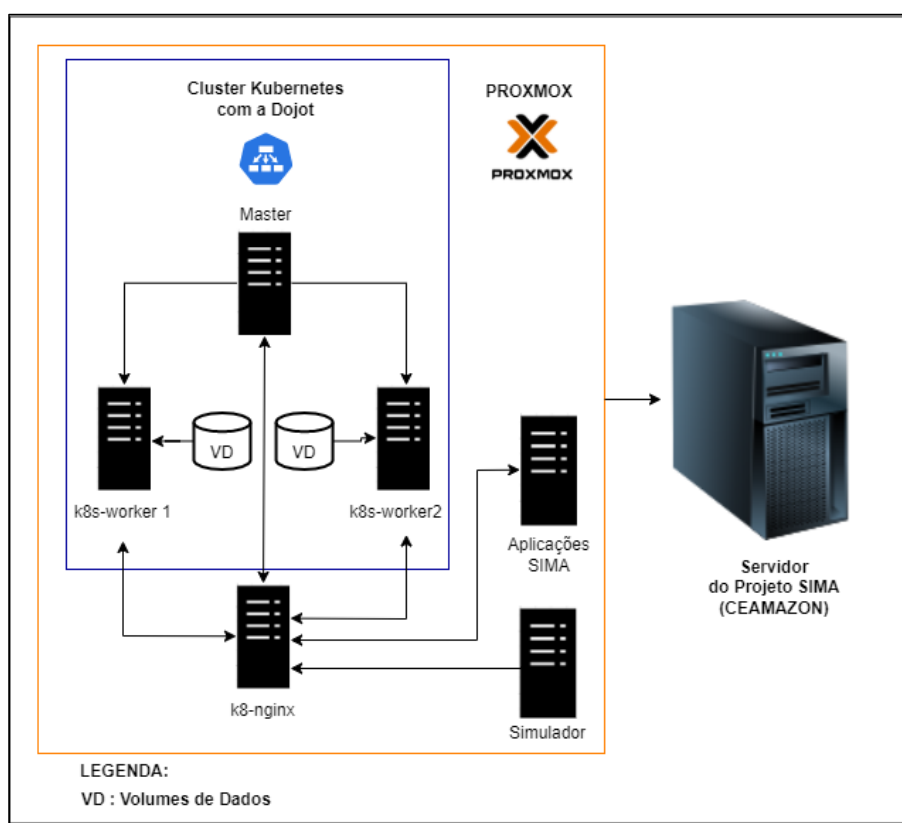 Cluster Kubernetes
com a Dojot
PROXMOX
PROXMOX
Master
VD
VD
k8s-worker 1
k8s-worker2
Aplicações
SIMA
Servidor
do Projeto SIMA
(CEAMAZON)
k8-nginx
Simulador
LEGENDA:
VD : Volumes de Dados